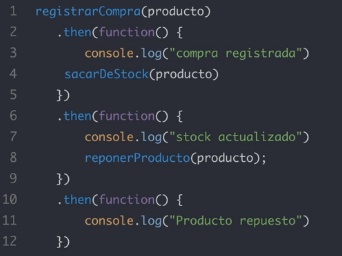 1 registrarCompra(producto)
2 .then(function() {
3 console.log("compra registrada")
4 sacarDeStock(producto)
5 })
6 .then(function() {
7 console.log("stock actualizado")
8 reponerProducto(producto);
9 })
10 .then(function() {
11 console.log("Producto repuesto")
12 })